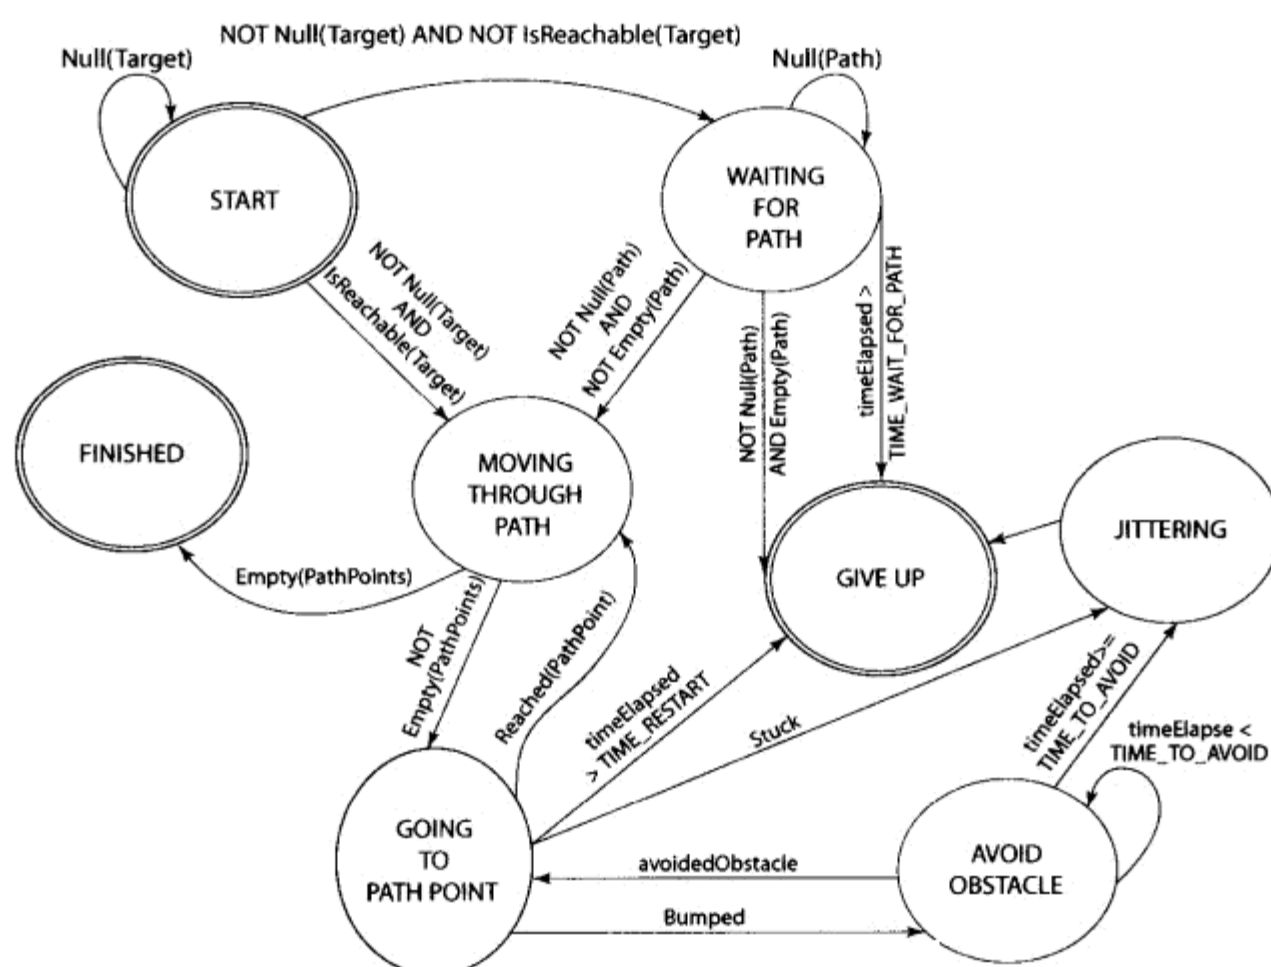 NOT Null(Target) AND NOT IsReachable(Target)
Null(Target)
Null(Path)
START
WAITING
FOR
PATH
NOT Null(Target)
AND
IsReachable(Target)
NOT Null(Path)
AND
NOT Empty(Path)
NOT Null(Path)
AND Empty(Path)
timeElapsed >
TIME_WAIT_FOR_PATH
FINISHED
MOVING
THROUGH
PATH
GIVE UP
JITTERING
Empty(PathPoints)
NOT
Empty(PathPoints)
Reached(PathPoint)
timeElapsed
> TIME_RESTART
Stuck
timeElapsed>=
TIME_TO_AVOID
timeElapse <
TIME_TO_AVOID
GOING
TO
PATH POINT
avoidedObstacle
Bumped
AVOID
OBSTACLE